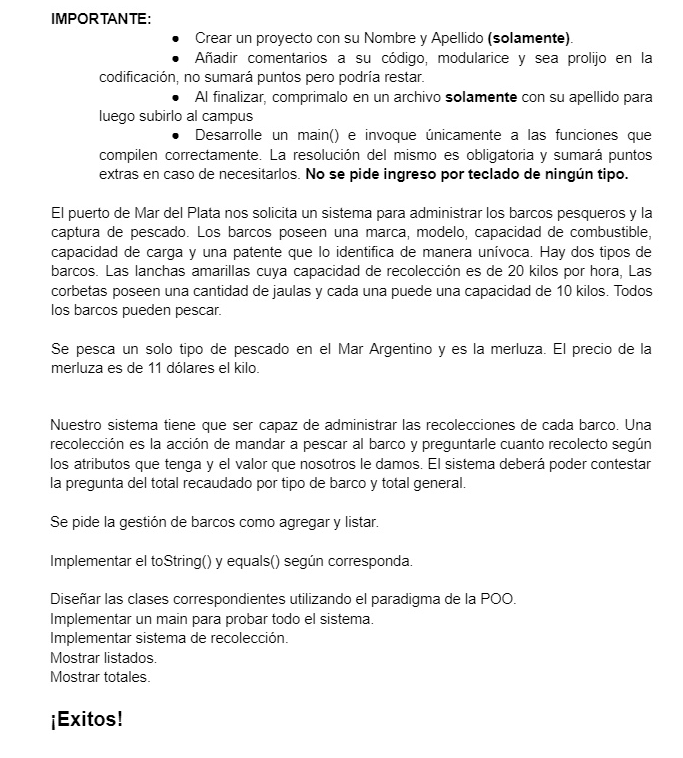 IMPORTANTE:
● Crear un proyecto con su Nombre y Apellido (solamente).
● Añadir comentarios a su código, modularice y sea prolijo en la
codificación, no sumará puntos pero podría restar.
● Al finalizar, comprimalo en un archivo solamente con su apellido para
luego subirlo al campus
● Desarrolle un main() e invoque únicamente a las funciones que
compilen correctamente. La resolución del mismo es obligatoria y sumará puntos
extras en caso de necesitarlos. No se pide ingreso por teclado de ningún tipo.
El puerto de Mar del Plata nos solicita un sistema para administrar los barcos pesqueros y la
captura de pescado. Los barcos poseen una marca, modelo, capacidad de combustible,
capacidad de carga y una patente que lo identifica de manera unívoca. Hay dos tipos de
barcos. Las lanchas amarillas cuya capacidad de recolección es de 20 kilos por hora, Las
corbetas poseen una cantidad de jaulas y cada una puede una capacidad de 10 kilos. Todos
los barcos pueden pescar.
Se pesca un solo tipo de pescado en el Mar Argentino y es la merluza. El precio de la
merluza es de 11 dólares el kilo.
Nuestro sistema tiene que ser capaz de administrar las recolecciones de cada barco. Una
recolección es la acción de mandar a pescar al barco y preguntarle cuanto recolecto según
los atributos que tenga y el valor que nosotros le damos. El sistema deberá poder contestar
la pregunta del total recaudado por tipo de barco y total general.
Se pide la gestión de barcos como agregar y listar.
Implementar el toString() y equals() según corresponda.
Diseñar las clases correspondientes utilizando el paradigma de la POO.
Implementar un main para probar todo el sistema.
Implementar sistema de recolección.
Mostrar listados.
Mostrar totales.
¡Exitos!